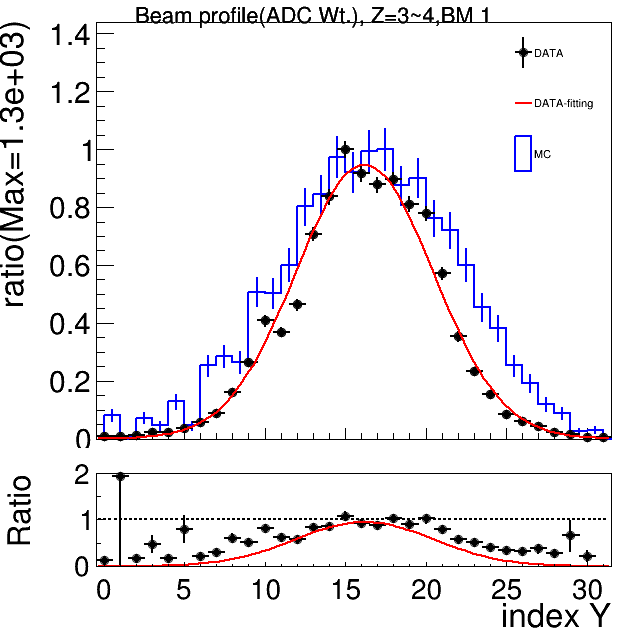 Beam profile(ADC Wt.), Z=3~4,BM 1
ratio(Max=1.3e+03)
1.4
1.2
1
0.8
0.6
0.4
0.2
0
DATA
DATA-fitting
MC
Ratio
2
1
0
0 5 10 15 20 25 30
index Y